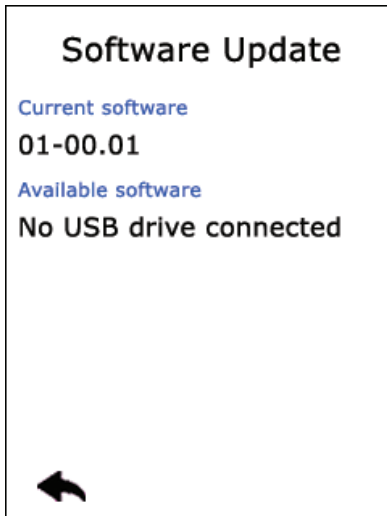 Software Update
Current software
01-00.01
Available software
No USB drive connected